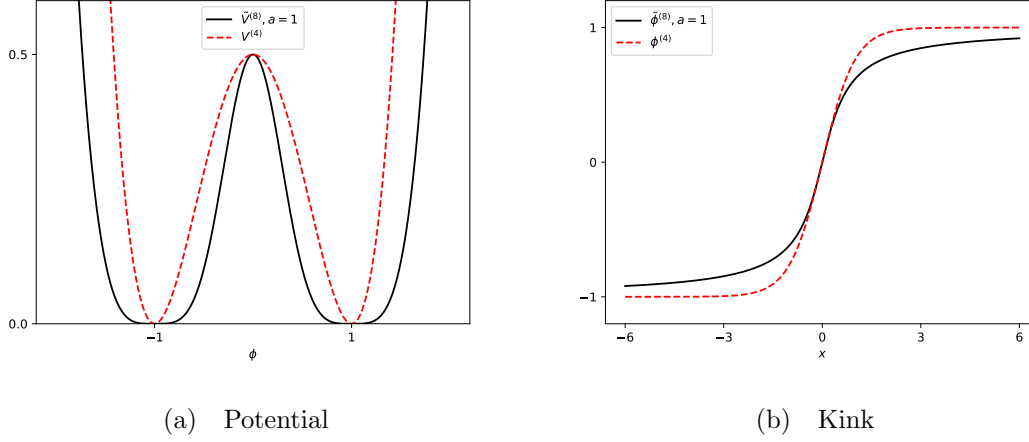 Ṽ⁽⁸⁾, a = 1
V⁽⁴⁾
0.5
0.0
−1
1
ϕ
(a) Potential
ϕ̃⁽⁸⁾, a = 1
ϕ⁽⁴⁾
1
0
−1
−6
−3
0
3
6
x
(b) Kink